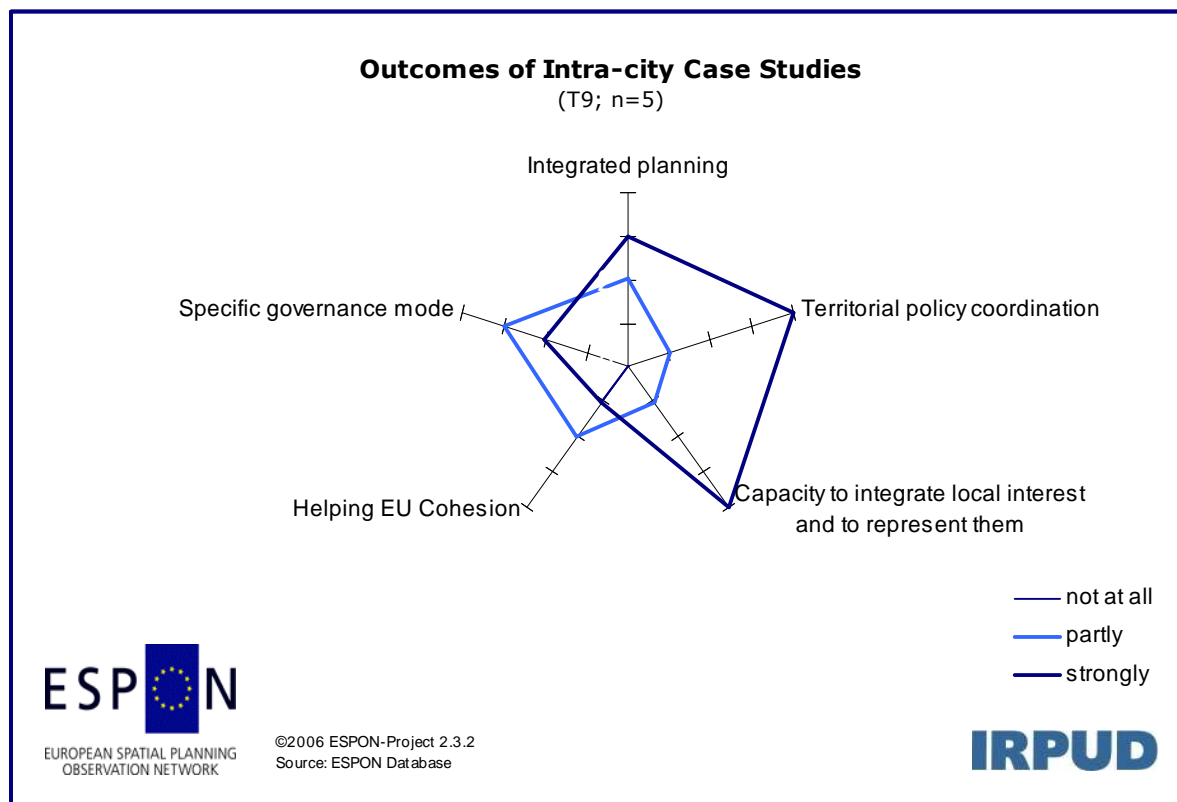 Outcomes of Intra-city Case Studies
(T9; n=5)
Integrated planning
Specific governance mode
Territorial policy coordination
Helping EU Cohesion
Capacity to integrate local interest
and to represent them
not at all
partly
strongly
ESPON
EUROPEAN SPATIAL PLANNING
OBSERVATION NETWORK
©2006 ESPON-Project 2.3.2
Source: ESPON Database
IRPUD